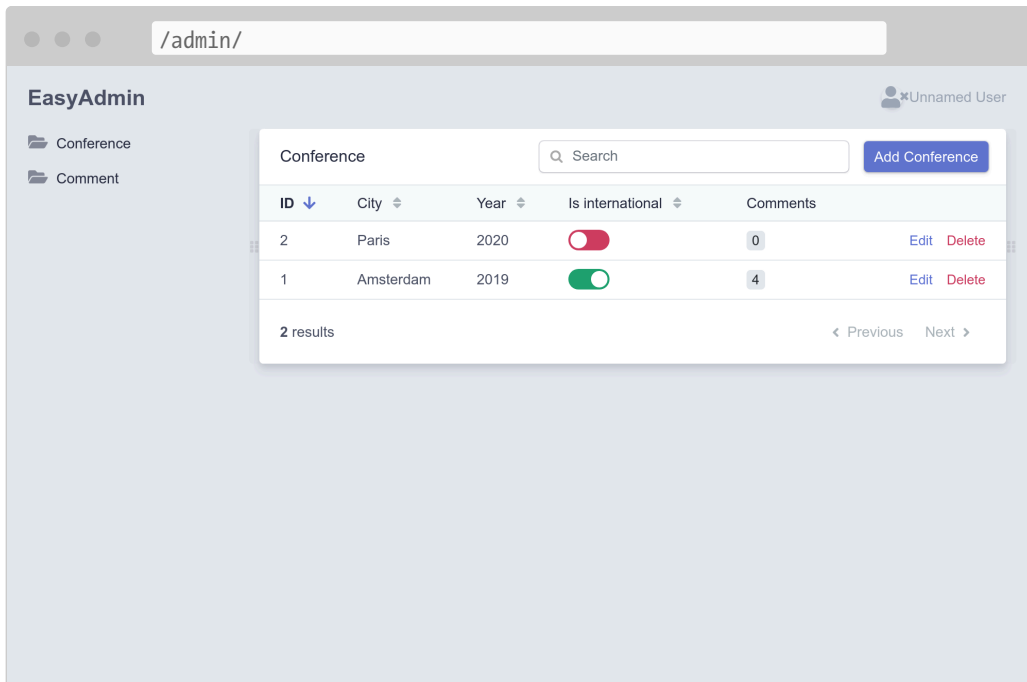 /admin/
EasyAdmin
Unnamed User
Conference
Comment
Conference
Search
Add Conference
ID City Year Is international Comments
2 Paris 2020 0 Edit Delete
1 Amsterdam 2019 4 Edit Delete
2 results Previous Next